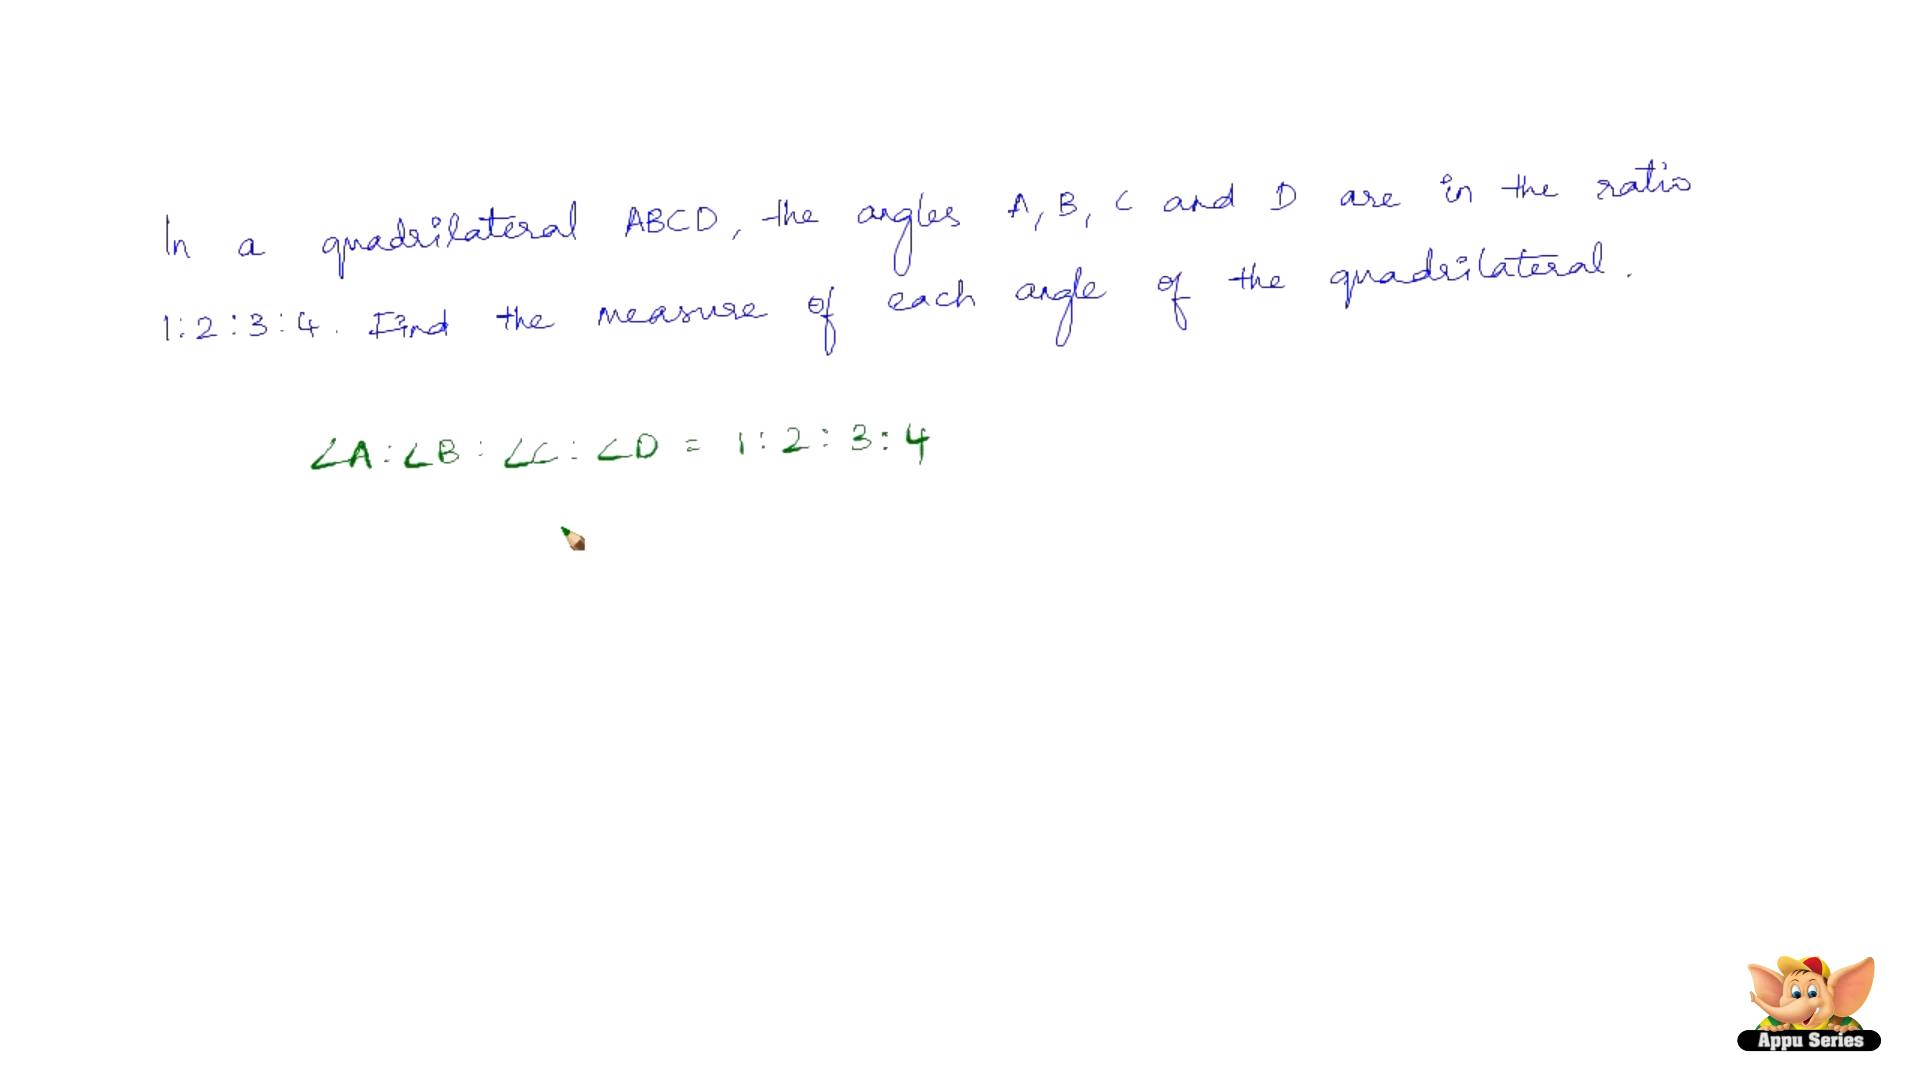 In a quadrilateral ABCD, the angles A, B, C and D are in the ratio
1:2:3:4. Find the measure of each angle of the quadrilateral.
∠A:∠B:∠C:∠D = 1:2:3:4
Appu Series